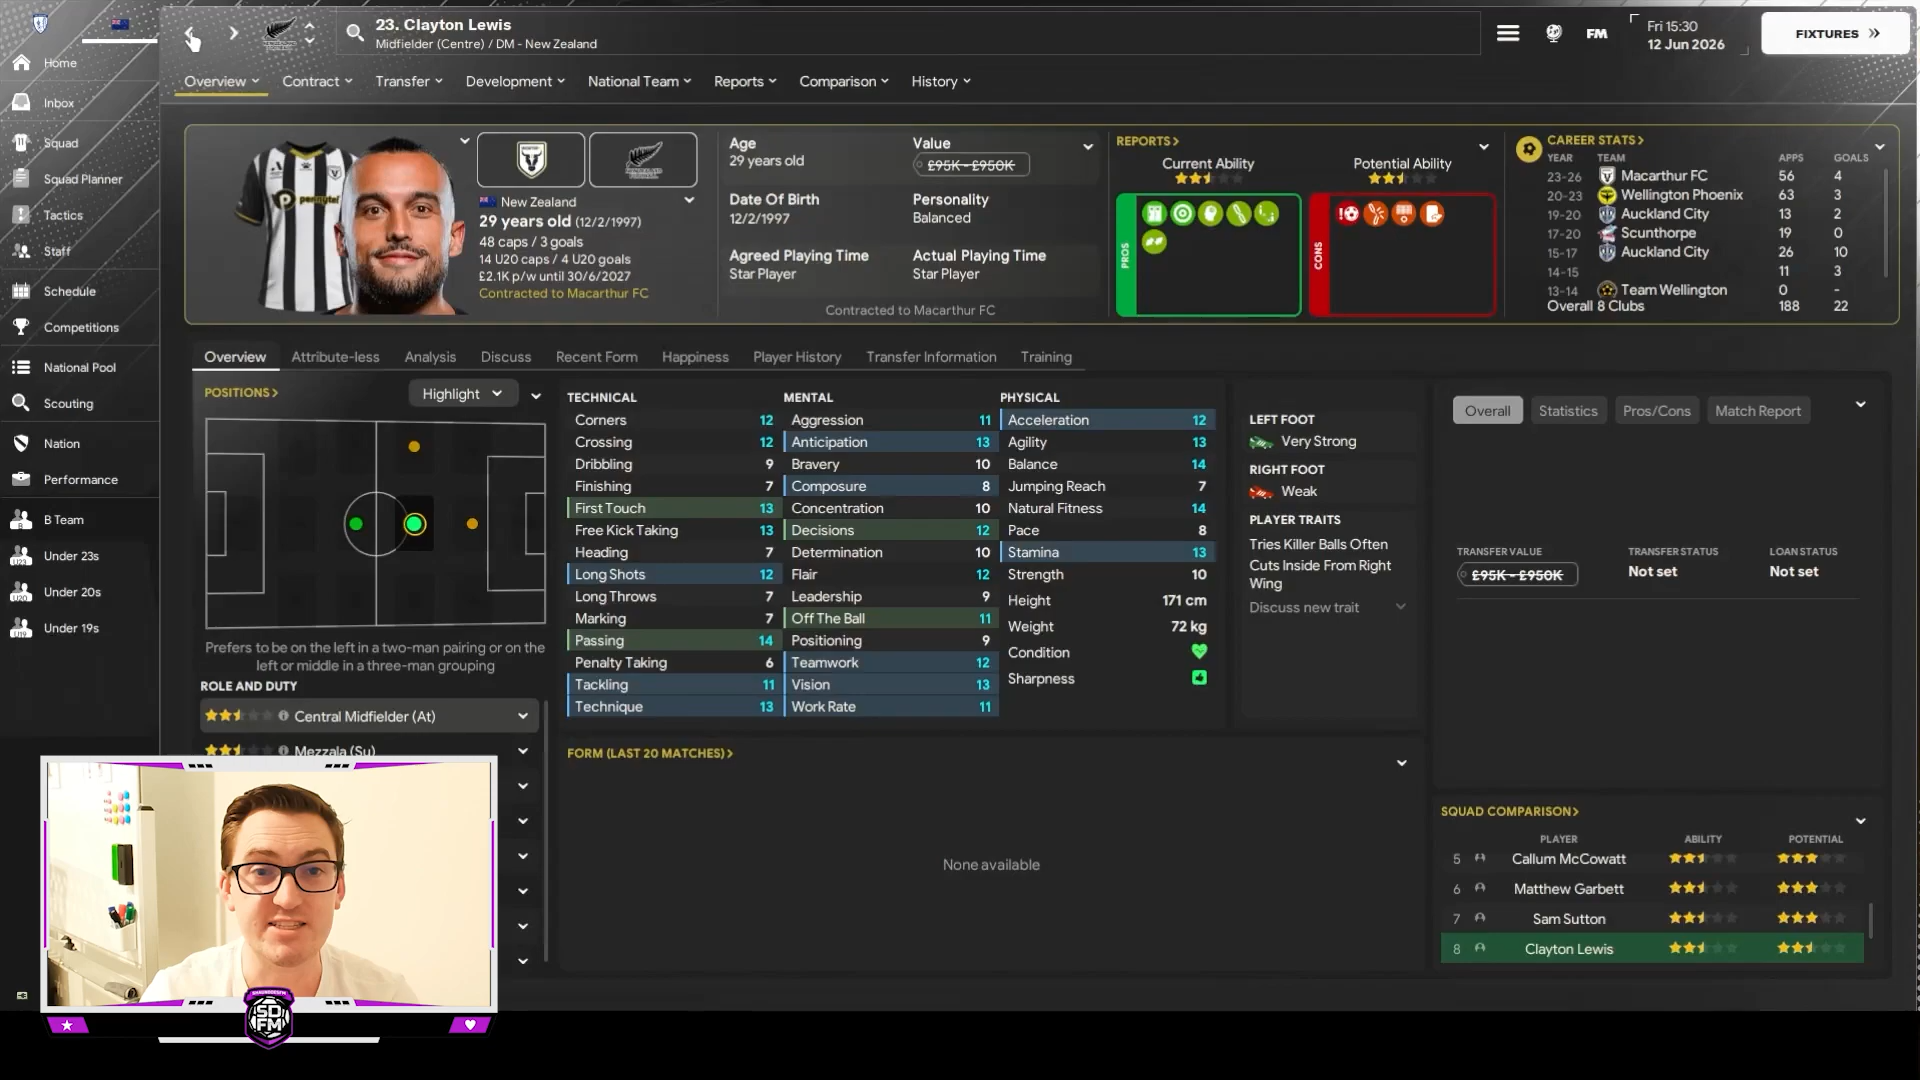 23. Clayton Lewis
Midfielder (Centre) / DM - New Zealand
FM
Fri 15:30
12 Jun 2026
FIXTURES
Home
Inbox
Squad
Squad Planner
Tactics
Staff
Schedule
Competitions
National Pool
Scouting
Nation
Performance
B Team
Under 23s
Under 20s
Under 19s
Overview
Contract
Transfer
Development
National Team
Reports
Comparison
History
New Zealand
29 years old (12/2/1997)
48 caps / 3 goals
14 U20 caps / 4 U20 goals
£2.1K p/w until 30/6/2027
Contracted to Macarthur FC
Age
29 years old
Value
£95K - £950K
Date Of Birth
12/2/1997
Personality
Balanced
Agreed Playing Time
Star Player
Actual Playing Time
Star Player
Contracted to Macarthur FC
REPORTS
Current Ability
Potential Ability
PROS
CONS
CAREER STATS
YEAR TEAM APPS GOALS
23-26 Macarthur FC 56 4
20-23 Wellington Phoenix 63 3
19-20 Auckland City 13 2
17-20 Scunthorpe 19 0
15-17 Auckland City 26 10
14-15 11 3
13-14 Team Wellington 0 -
Overall 8 Clubs 188 22
Overview
Attribute-less
Analysis
Discuss
Recent Form
Happiness
Player History
Transfer Information
Training
POSITIONS
Highlight
Prefers to be on the left in a two-man pairing or on the
left or middle in a three-man grouping
ROLE AND DUTY
Central Midfielder (At)
Mezzala (Su)
TECHNICAL
Corners 12
Crossing 12
Dribbling 9
Finishing 7
First Touch 13
Free Kick Taking 13
Heading 7
Long Shots 12
Long Throws 7
Marking 7
Passing 14
Penalty Taking 6
Tackling 11
Technique 13
MENTAL
Aggression 11
Anticipation 13
Bravery 10
Composure 8
Concentration 10
Decisions 12
Determination 10
Flair 12
Leadership 9
Off The Ball 11
Positioning 9
Teamwork 12
Vision 13
Work Rate 11
PHYSICAL
Acceleration 12
Agility 13
Balance 14
Jumping Reach 7
Natural Fitness 14
Pace 8
Stamina 13
Strength 10
Height 171 cm
Weight 72 kg
Condition
Sharpness
LEFT FOOT
Very Strong
RIGHT FOOT
Weak
PLAYER TRAITS
Tries Killer Balls Often
Cuts Inside From Right
Wing
Discuss new trait
Overall
Statistics
Pros/Cons
Match Report
TRANSFER VALUE
£95K - £950K
TRANSFER STATUS
Not set
LOAN STATUS
Not set
FORM (LAST 20 MATCHES)
None available
SQUAD COMPARISON
PLAYER ABILITY POTENTIAL
5 Callum McCowatt
6 Matthew Garbett
7 Sam Sutton
8 Clayton Lewis
SD
FM